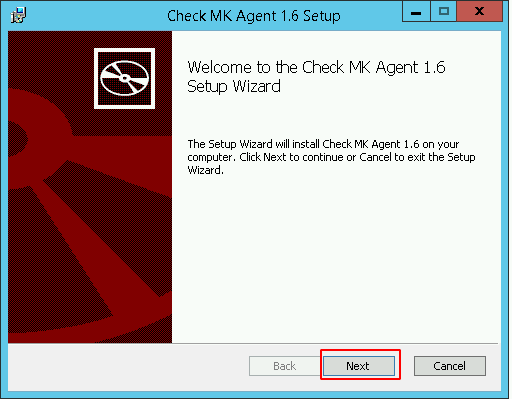 Check MK Agent 1.6 Setup
Welcome to the Check MK Agent 1.6
Setup Wizard
The Setup Wizard will install Check MK Agent 1.6 on your
computer. Click Next to continue or Cancel to exit the Setup
Wizard.
Back
Next
Cancel